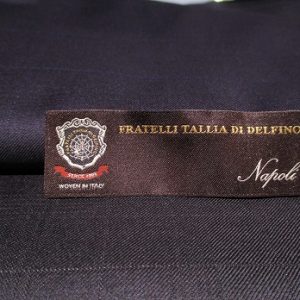 FRATELLI TALLIA DI DELFINO
Napoli
WOVEN IN ITALY